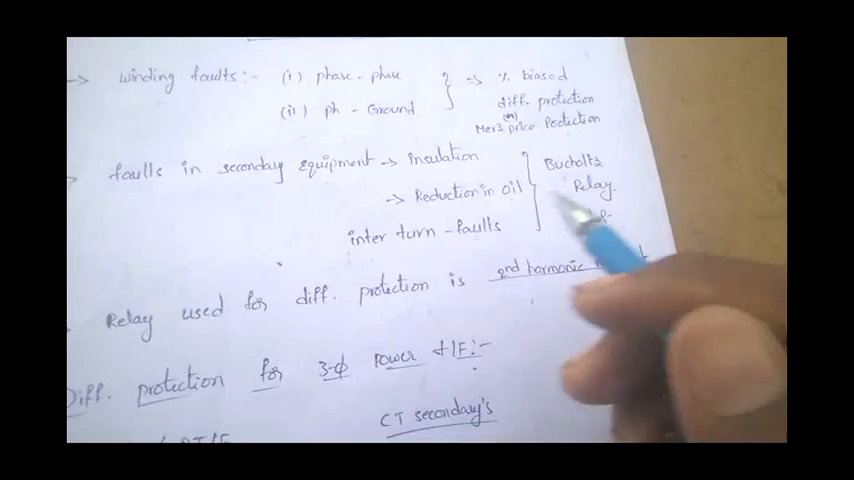 -> winding faults:- (i) phase-phase } => % biased
(ii) ph - Ground diff. protection
(or)
Merz price Protection
faults in secondary equipment -> insulation } Bucholtz
-> Reduction in oil Relay.
inter turn-faults
Relay used for diff. protection is 2nd harmonic
Diff. protection for 3-ϕ Power t/F:-
CT secondary's